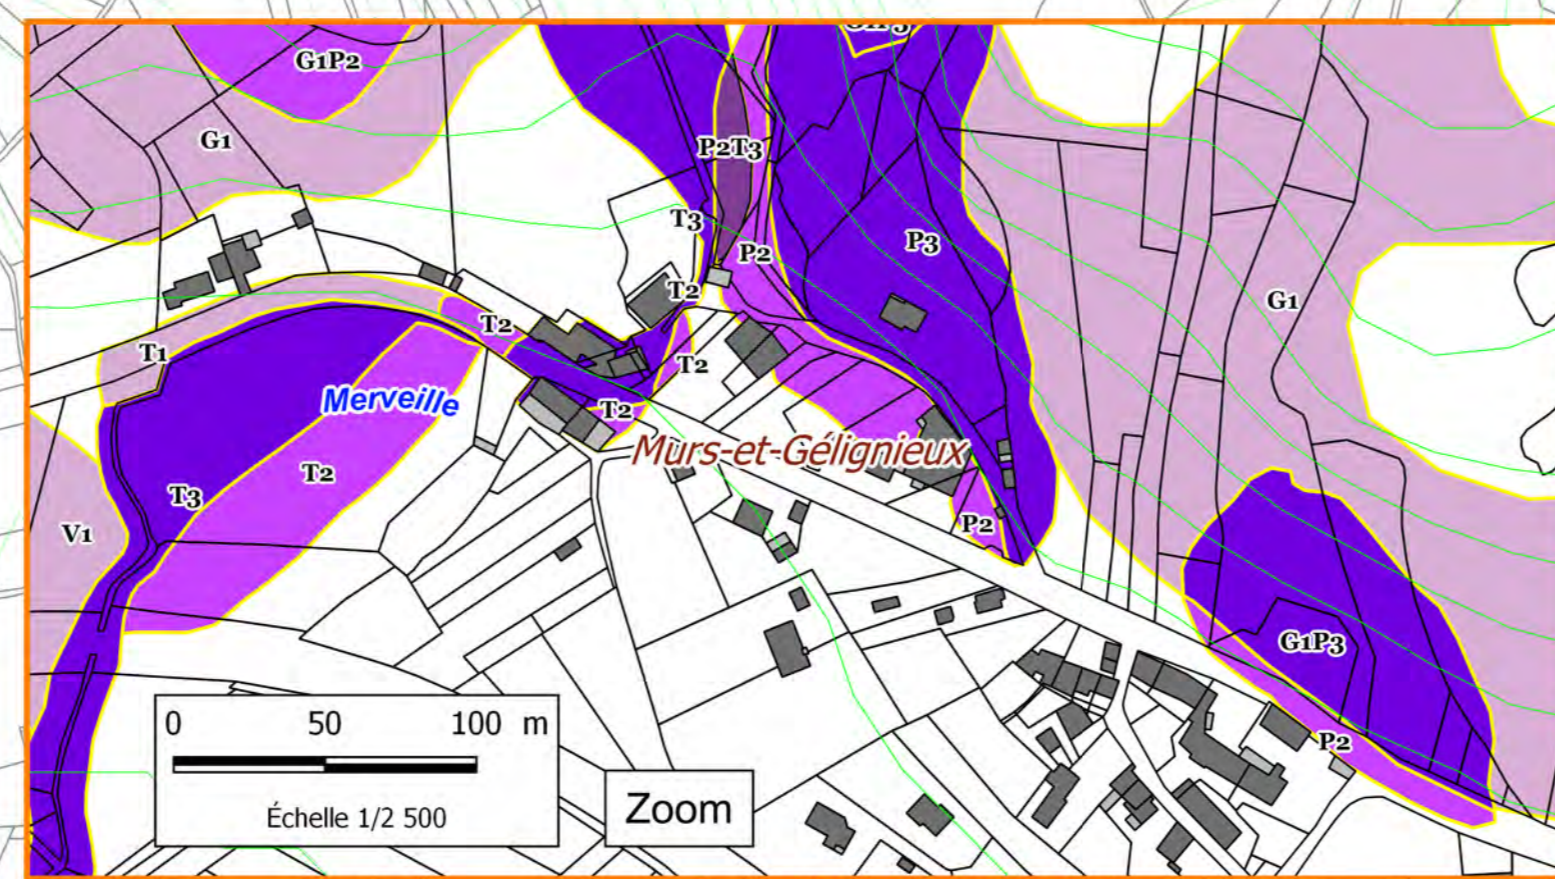 G1P2
G1
P2T3
T3
P2
P3
T2
G1
T2
T1
T2
Merveille
T2
Murs-et-Gélignieux
T2
T3
V1
P2
G1P3
P2
0 50 100 m
Échelle 1/2 500
Zoom